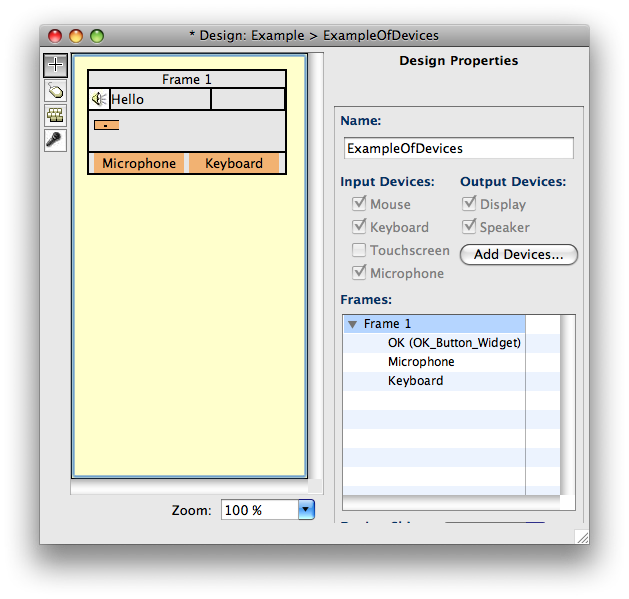 * Design: Example > ExampleOfDevices
Frame 1
Hello
Microphone Keyboard
Zoom: 100 %
Design Properties
Name:
ExampleOfDevices
Input Devices: Output Devices:
Mouse Display
Keyboard Speaker
Touchscreen Add Devices...
Microphone
Frames:
Frame 1
OK (OK_Button_Widget)
Microphone
Keyboard